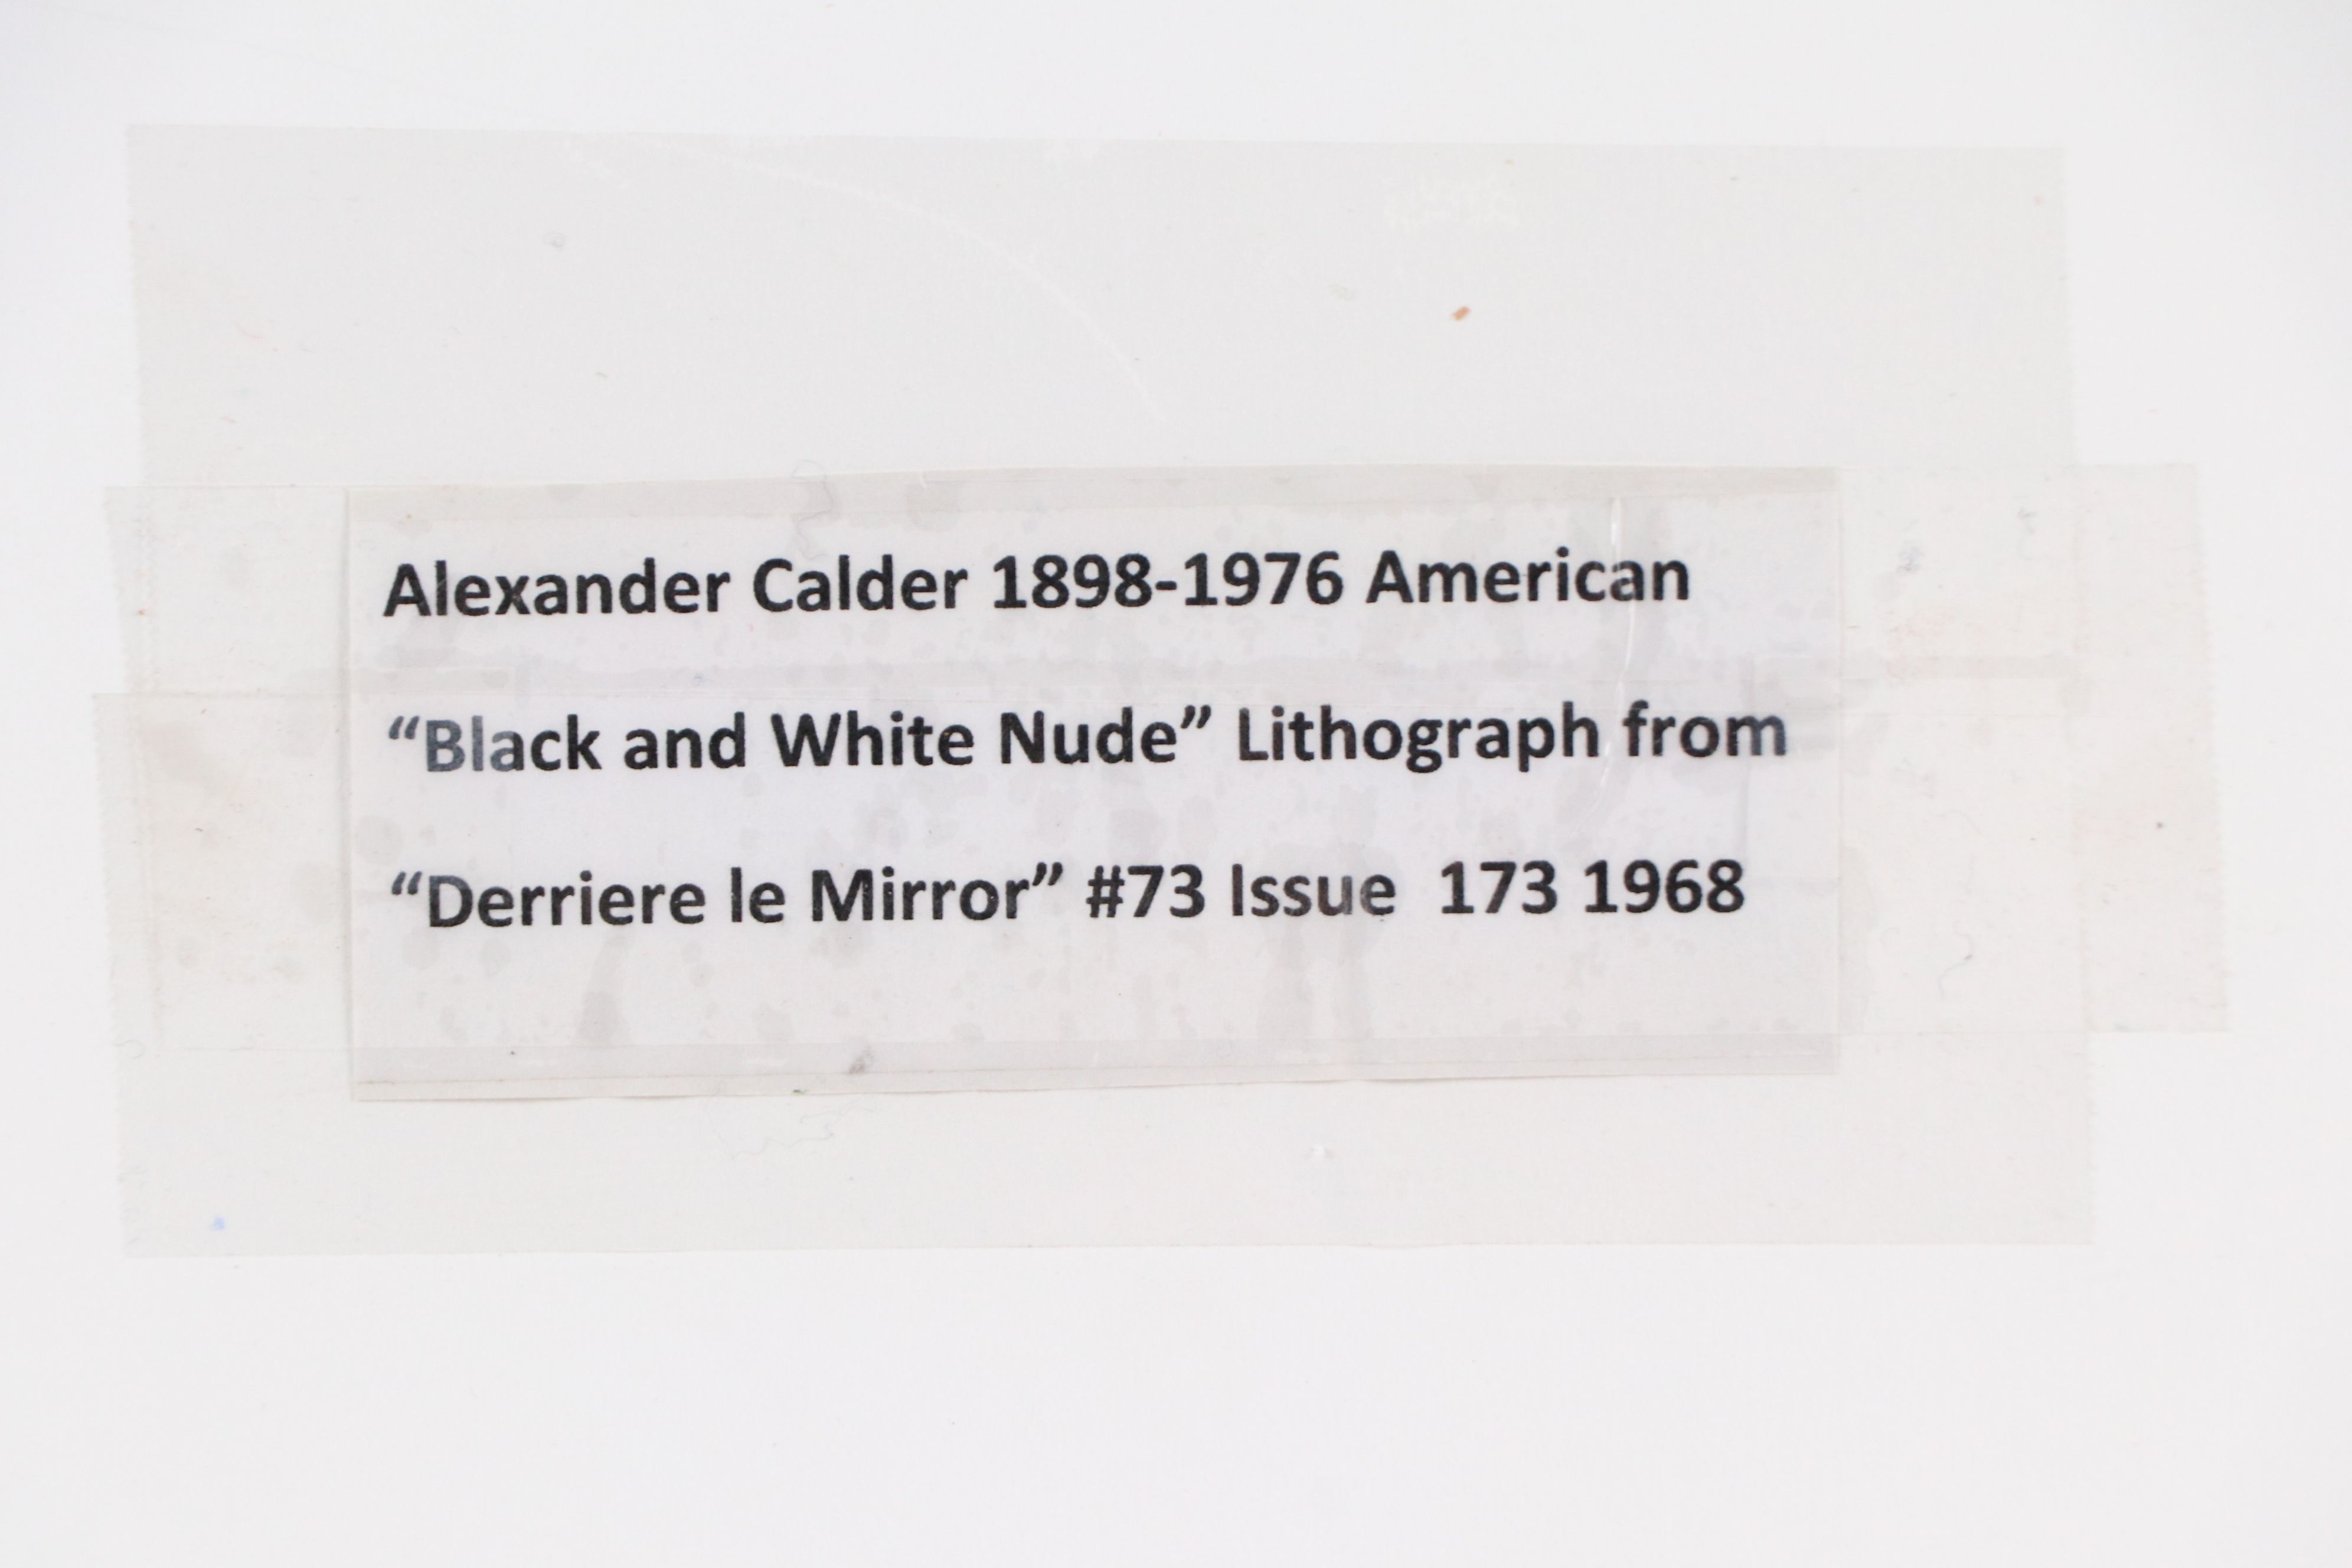 Alexander Calder 1898-1976 American
“Black and White Nude” Lithograph from
“Derriere le Mirror” #73 Issue  173 1968